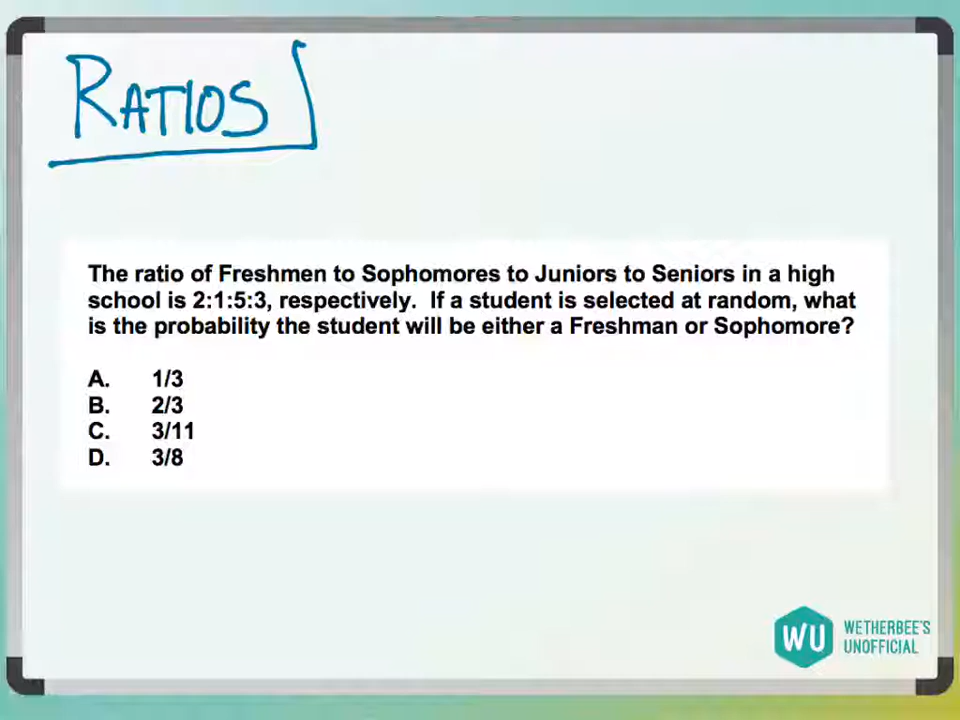 RATIOS
The ratio of Freshmen to Sophomores to Juniors to Seniors in a high
school is 2:1:5:3, respectively.  If a student is selected at random, what
is the probability the student will be either a Freshman or Sophomore?
A. 1/3
B. 2/3
C. 3/11
D. 3/8
WU WETHERBEE'S
UNOFFICIAL